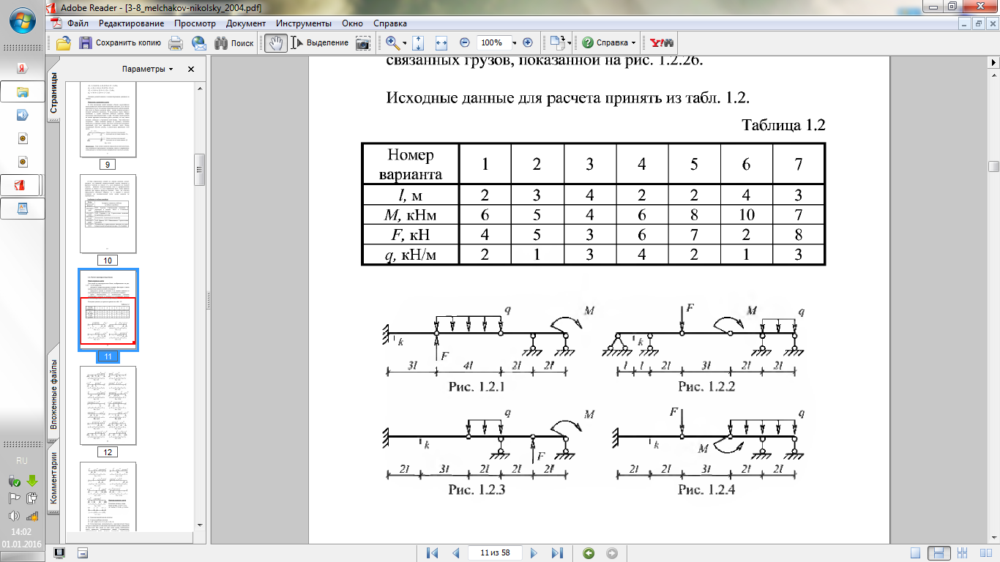 Adobe Reader - [3-8_melchakov-nikolsky_2004.pdf]
Файл Редактирование Просмотр Документ Инструменты Окно Справка
Сохранить копию Поиск Выделение 100% Справка Y!
Параметры
Страницы
Вложенные файлы
Комментарии
9
10
11
12
связанных грузов, показанной на рис. 1.2.26.
Исходные данные для расчета принять из табл. 1.2.
Таблица 1.2
Номер варианта 1 2 3 4 5 6 7
l, м 2 3 4 2 2 4 3
M, кНм 6 5 4 6 8 10 7
F, кН 4 5 3 6 7 2 8
q, кН/м 2 1 3 4 2 1 3
q M
k F
3l 4l 2l 2l
Рис. 1.2.1
F M q
k
l l 2l 3l 2l 2l
Рис. 1.2.2
q M
k F
2l 3l 2l 2l 2l
Рис. 1.2.3
F q
k M
2l 2l 3l 2l 2l
Рис. 1.2.4
RU
14:02
01.01.2016
11 из 58